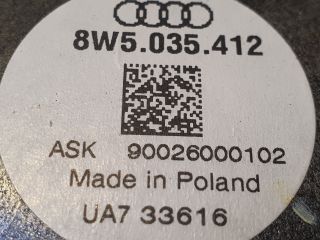 8W5.035.412
ASK 90026000102
Made in Poland
UA7 33616